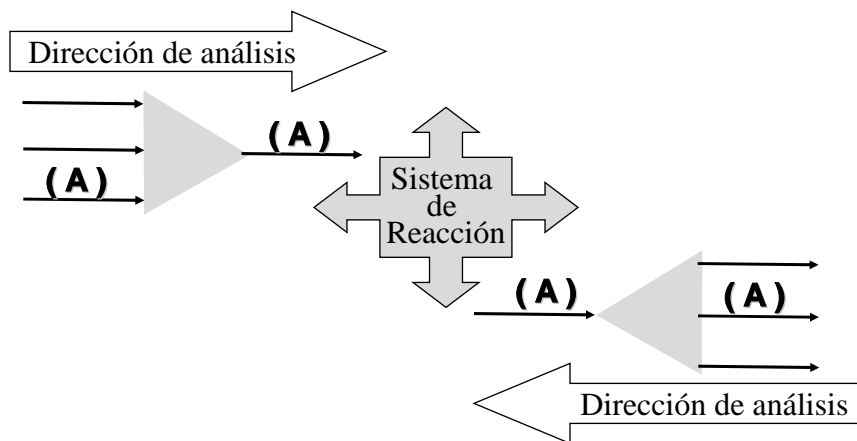 Dirección de análisis
(A)
(A)
Sistema
de
Reacción
(A)
(A)
Dirección de análisis